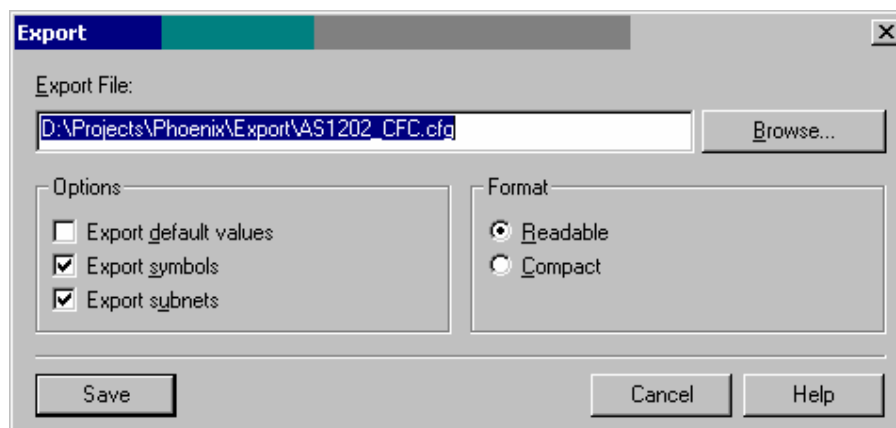 Export
Export File:
D:\Projects\Phoenix\Export\AS1202_CFC.cfg
Browse...
Options
Export default values
Export symbols
Export subnets
Format
Readable
Compact
Save
Cancel
Help